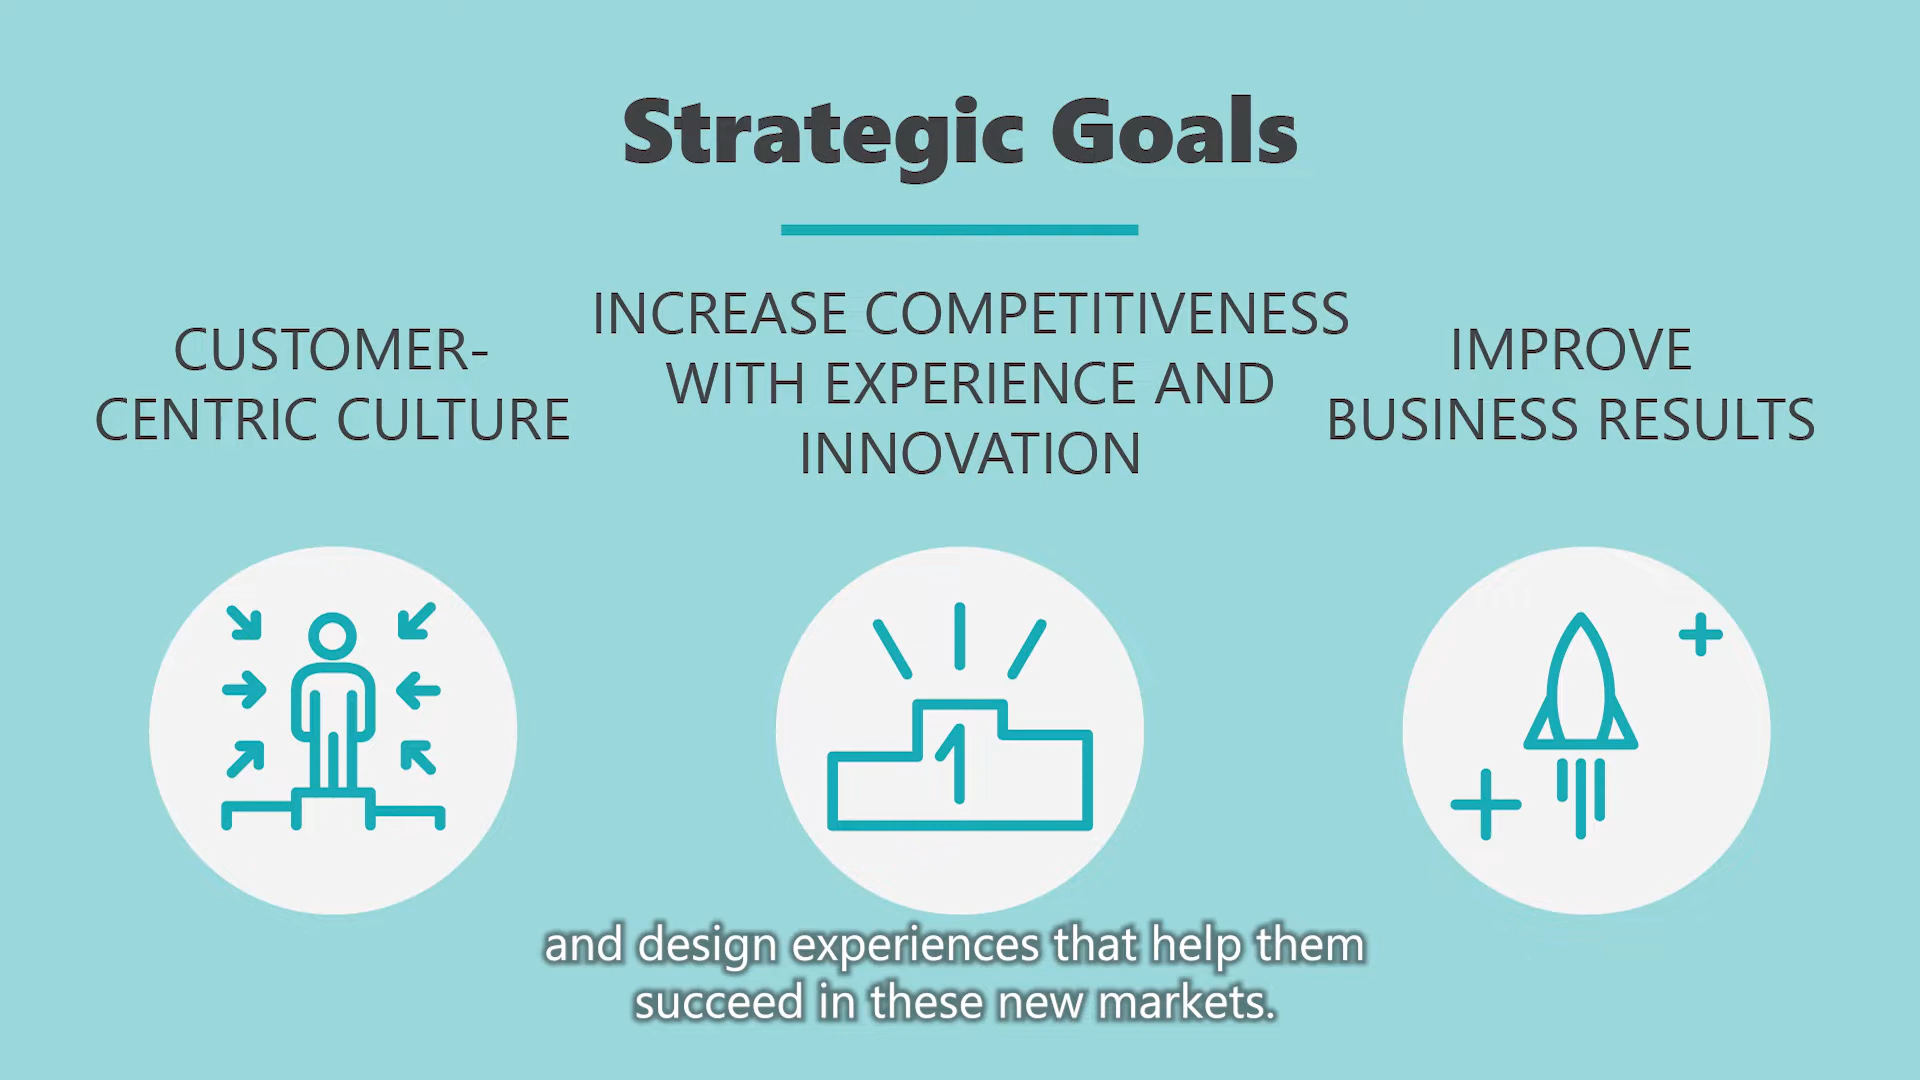 Strategic Goals
CUSTOMER-
CENTRIC CULTURE
INCREASE COMPETITIVENESS
WITH EXPERIENCE AND
INNOVATION
IMPROVE
BUSINESS RESULTS
1
and design experiences that help them
succeed in these new markets.